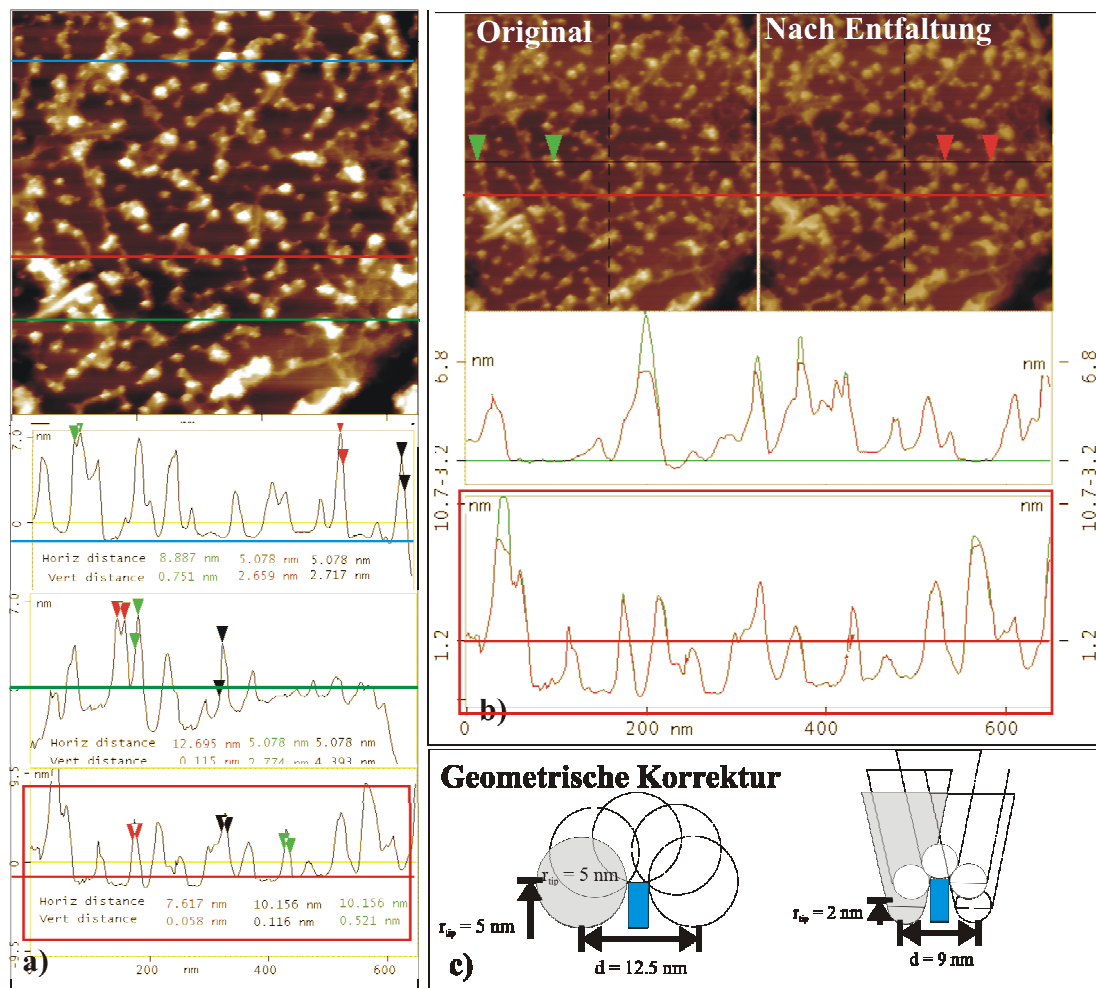 nm
7.0
nm
0
Horiz distance 8.887 nm 5.078 nm 5.078 nm
Vert distance 0.751 nm 2.659 nm 2.717 nm
7.0
Horiz distance 12.695 nm 5.078 nm 5.078 nm
Vert distance 0.115 nm 2.774 nm 4.393 nm
nm
0
Horiz distance 7.617 nm 10.156 nm 10.156 nm
Vert distance 0.058 nm 0.116 nm 0.521 nm
a)
0 200 400 600
nm
Original Nach Entfaltung
6.8 nm nm 6.8
-3.2 -3.2
10.7 nm nm 10.7
1.2 1.2
b)
0 200 nm 400 600
Geometrische Korrektur
r_tip = 5 nm
r_tip = 5 nm
d = 12.5 nm
r_tip = 2 nm
d = 9 nm
c)